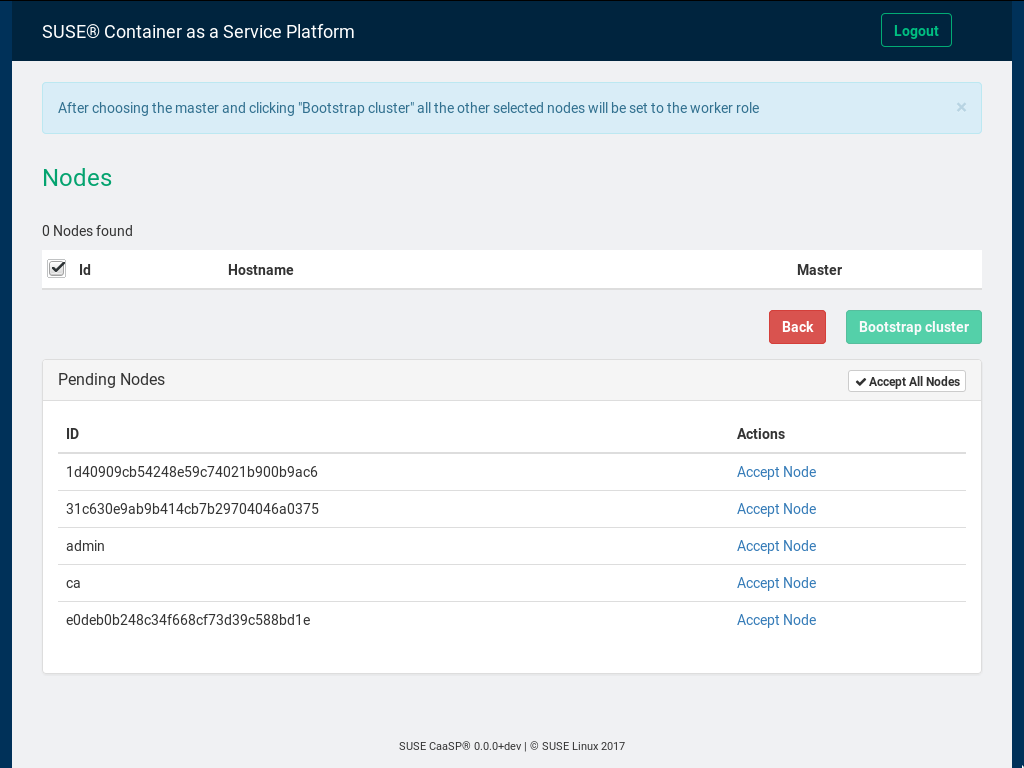 SUSE® Container as a Service Platform
Logout
After choosing the master and clicking "Bootstrap cluster" all the other selected nodes will be set to the worker role ×
Nodes
0 Nodes found
Id Hostname Master
Back Bootstrap cluster
Pending Nodes Accept All Nodes
ID Actions
1d40909cb54248e59c74021b900b9ac6 Accept Node
31c630e9ab9b414cb7b29704046a0375 Accept Node
admin Accept Node
ca Accept Node
e0deb0b248c34f668cf73d39c588bd1e Accept Node
SUSE CaaSP® 0.0.0+dev | © SUSE Linux 2017